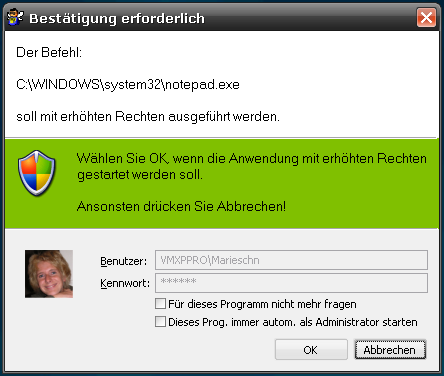 Bestätigung erforderlich
Der Befehl:
C:\WINDOWS\system32\notepad.exe
soll mit erhöhten Rechten ausgeführt werden.
Wählen Sie OK, wenn die Anwendung mit erhöhten Rechten
gestartet werden soll.
Ansonsten drücken Sie Abbrechen!
Benutzer: VMXPPRO\Marieschn
Kennwort: ******
Für dieses Programm nicht mehr fragen
Dieses Prog. immer autom. als Administrator starten
OK Abbrechen